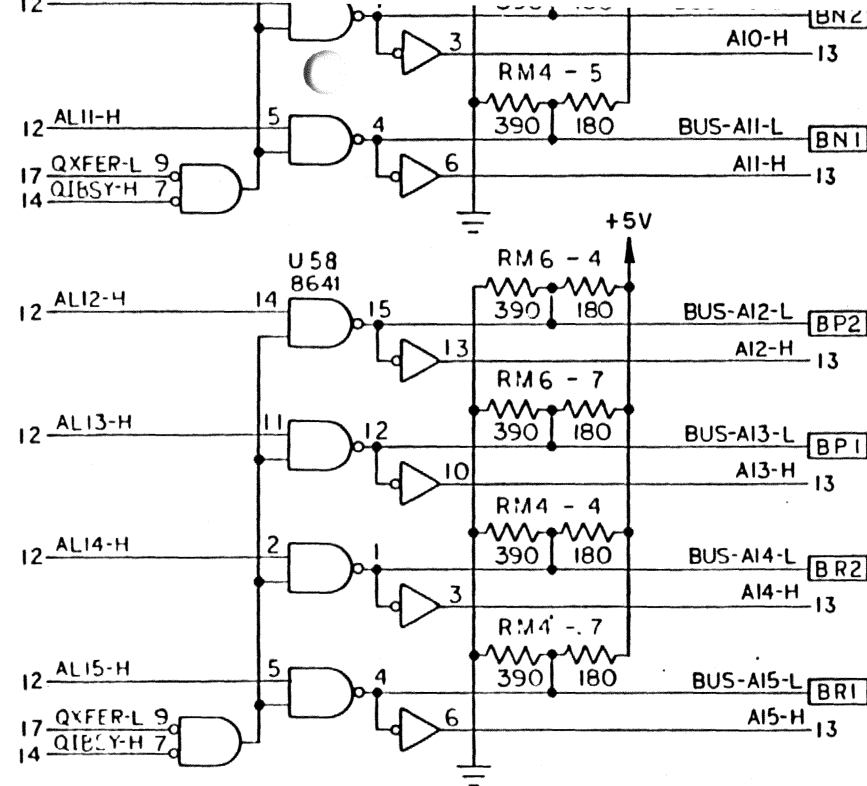 12
BN2
3
A10-H
13
RM4-5
12 AL11-H 5 4 390 180 BUS-A11-L BN1
17 QXFER-L 9 6 A11-H 13
14 QIBSY-H 7
+5V
U58 RM6-4
8641
12 AL12-H 14 15 390 180 BUS-A12-L BP2
13 A12-H 13
RM6-7
12 AL13-H 11 12 390 180 BUS-A13-L BP1
10 A13-H 13
RM4-4
12 AL14-H 2 1 390 180 BUS-A14-L BR2
3 A14-H 13
RM4-7
12 AL15-H 5 4 390 180 BUS-A15-L BR1
17 QXFER-L 9 6 A15-H 13
14 QIBSY-H 7